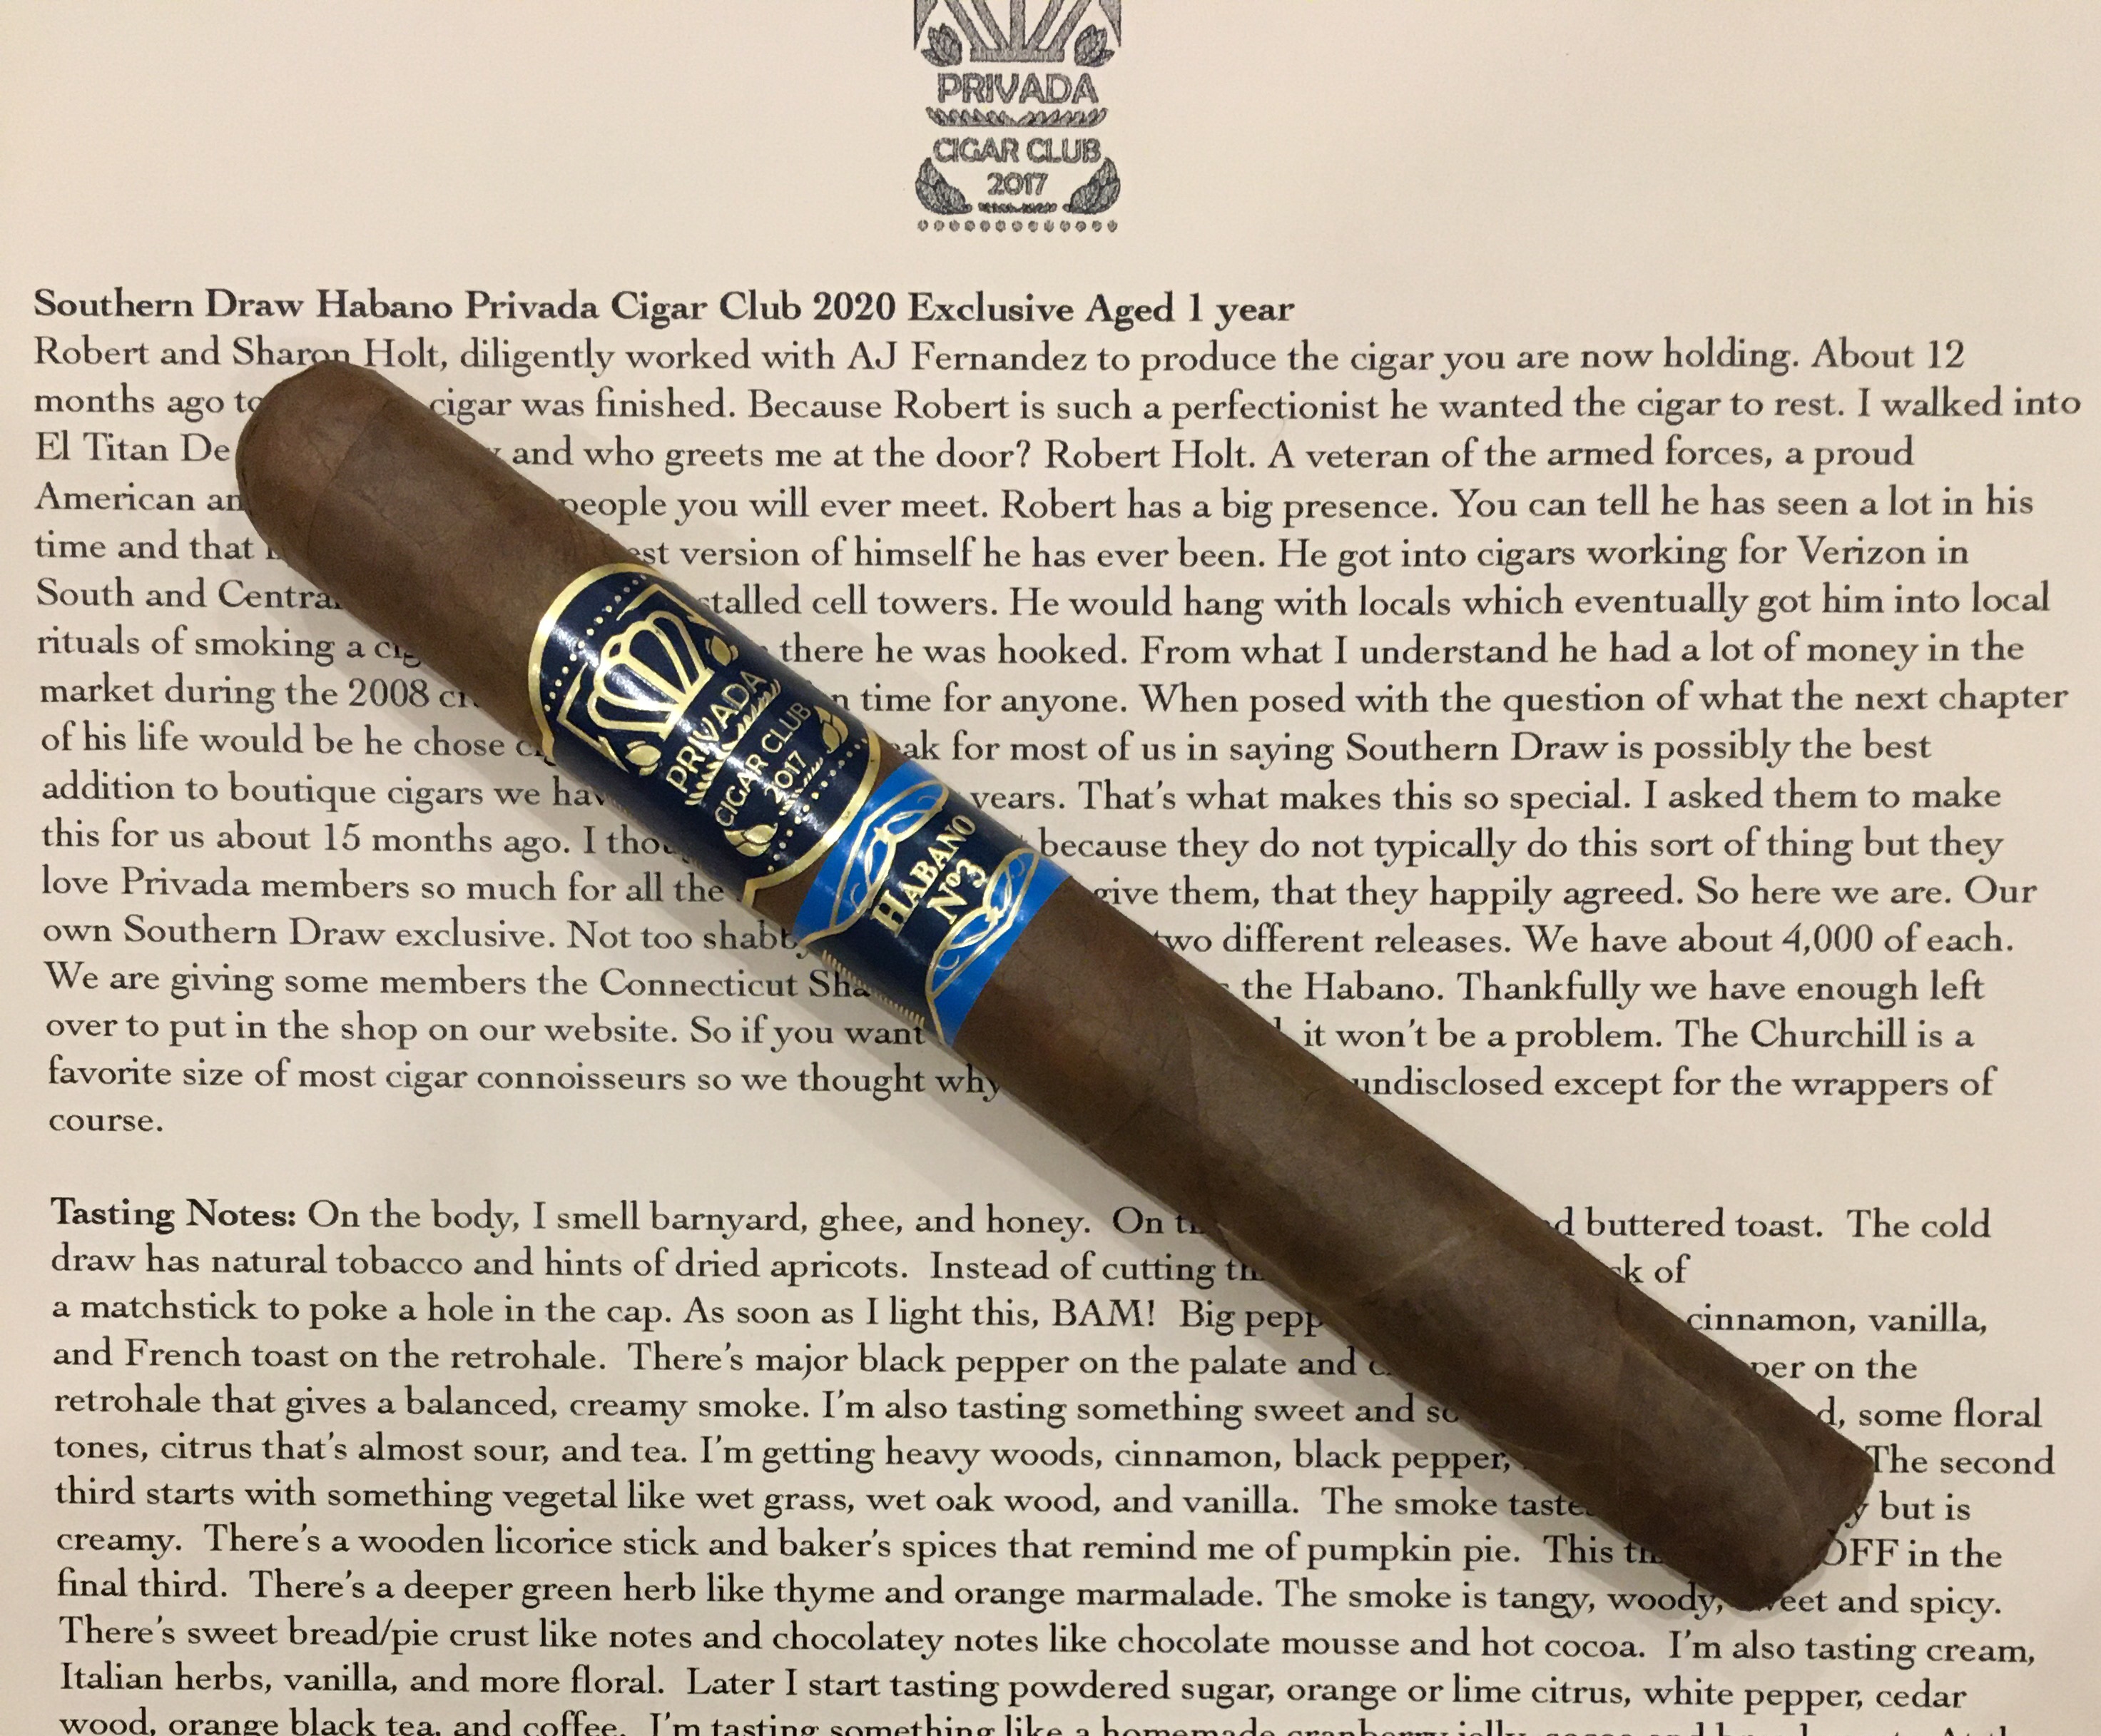 PRIVADA
CIGAR CLUB
2017
Southern Draw Habano Privada Cigar Club 2020 Exclusive Aged 1 year
Robert and Sharon Holt, diligently worked with AJ Fernandez to produce the cigar you are now holding. About 12
months ago cigar was finished. Because Robert is such a perfectionist he wanted the cigar to rest. I walked into
El Titan De and who greets me at the door? Robert Holt. A veteran of the armed forces, a proud
American people you will ever meet. Robert has a big presence. You can tell he has seen a lot in his
time and that version of himself he has ever been. He got into cigars working for Verizon in
South and cell towers. He would hang with locals which eventually got him into local
rituals of smoking a there he was hooked. From what I understand he had a lot of money in the
market during the 2008 time for anyone. When posed with the question of what the next chapter
of his life would be he chose for most of us in saying Southern Draw is possibly the best
addition to boutique cigars we years. That's what makes this so special. I asked them to make
this for us about 15 months ago. I because they do not typically do this sort of thing but they
love Privada members so much for all the give them, that they happily agreed. So here we are. Our
own Southern Draw exclusive. Not too two different releases. We have about 4,000 of each.
We are giving some members the Connecticut the Habano. Thankfully we have enough left
over to put in the shop on our website. So if you want it won't be a problem. The Churchill is a
favorite size of most cigar connoisseurs so we thought why undisclosed except for the wrappers of
course.
PRIVADA
CIGAR CLUB
2017
HABANO
Nº3
Tasting Notes: On the body, I smell barnyard, ghee, and honey. On buttered toast. The cold
draw has natural tobacco and hints of dried apricots. Instead of cutting of
a matchstick to poke a hole in the cap. As soon as I light this, BAM! Big cinnamon, vanilla,
and French toast on the retrohale. There's major black pepper on the palate and on the
retrohale that gives a balanced, creamy smoke. I'm also tasting something sweet and some floral
tones, citrus that's almost sour, and tea. I'm getting heavy woods, cinnamon, black pepper, The second
third starts with something vegetal like wet grass, wet oak wood, and vanilla. The smoke but is
creamy. There's a wooden licorice stick and baker's spices that remind me of pumpkin pie. This OFF in the
final third. There's a deeper green herb like thyme and orange marmalade. The smoke is tangy, woody, sweet and spicy.
There's sweet bread/pie crust like notes and chocolatey notes like chocolate mousse and hot cocoa. I'm also tasting cream,
Italian herbs, vanilla, and more floral. Later I start tasting powdered sugar, orange or lime citrus, white pepper, cedar
wood, orange black tea, and coffee. I'm tasting something like a homemade cranberry jelly,